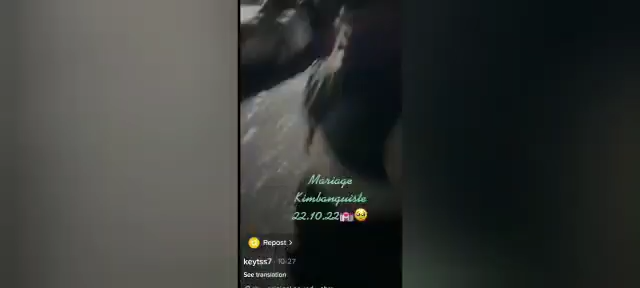 Mariage
Kimbanguiste
22.10.22💒🥹
Repost >
keytss7 · 10-27
See translation